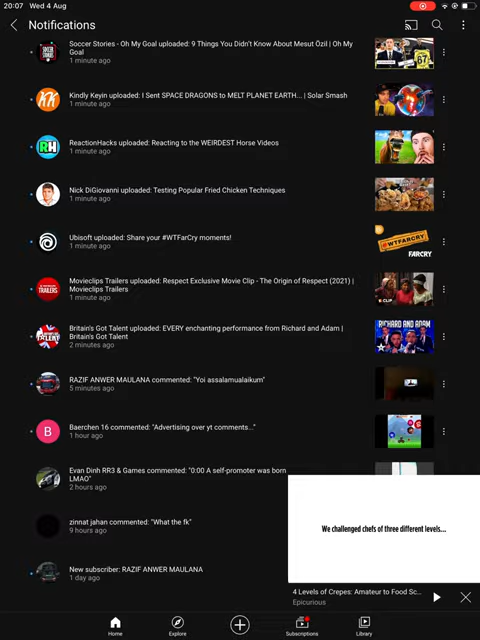 20:07 Wed 4 Aug
Notifications
Soccer Stories - Oh My Goal uploaded: 9 Things You Didn't Know About Mesut Özil | Oh My
Goal
1 minute ago
Kindly Keyin uploaded: I Sent SPACE DRAGONS to MELT PLANET EARTH... | Solar Smash
1 minute ago
RH
ReactionHacks uploaded: Reacting to the WEIRDEST Horse Videos
1 minute ago
Nick DiGiovanni uploaded: Testing Popular Fried Chicken Techniques
1 minute ago
Ubisoft uploaded: Share your #WTFarCry moments!
1 minute ago
#WTFARCRY
FARCRY
TRAILERS
Movieclips Trailers uploaded: Respect Exclusive Movie Clip - The Origin of Respect (2021) |
Movieclips Trailers
1 minute ago
CLIP
TALENT
Britain's Got Talent uploaded: EVERY enchanting performance from Richard and Adam |
Britain's Got Talent
2 minutes ago
RICHARD AND ADAM
RAZIF ANWER MAULANA commented: "Yoi assalamualaikum"
5 minutes ago
B
Baerchen 16 commented: "Advertising over yt comments..."
1 hour ago
Evan Dinh RR3 & Games commented: "0:00 A self-promoter was born
LMAO"
2 hours ago
zinnat jahan commented: "What the fk"
9 hours ago
New subscriber: RAZIF ANWER MAULANA
1 day ago
We challenged chefs of three different levels...
4 Levels of Crepes: Amateur to Food Sc...
Epicurious
Home
Explore
Subscriptions
Library